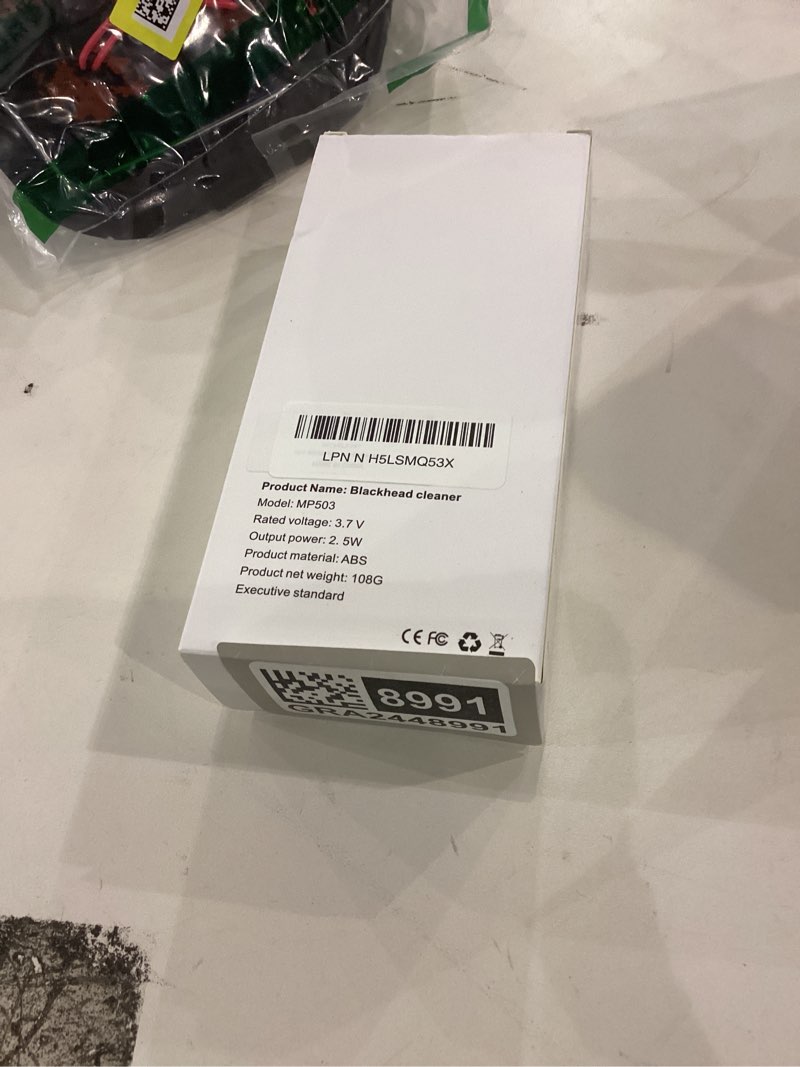 LPN N H5LSMQ53X
Product Name: Blackhead cleaner
Model: MP503
Rated voltage: 3.7 V
Output power: 2. 5W
Product material: ABS
Product net weight: 108G
Executive standard
CE FC
8991
GRA2448991